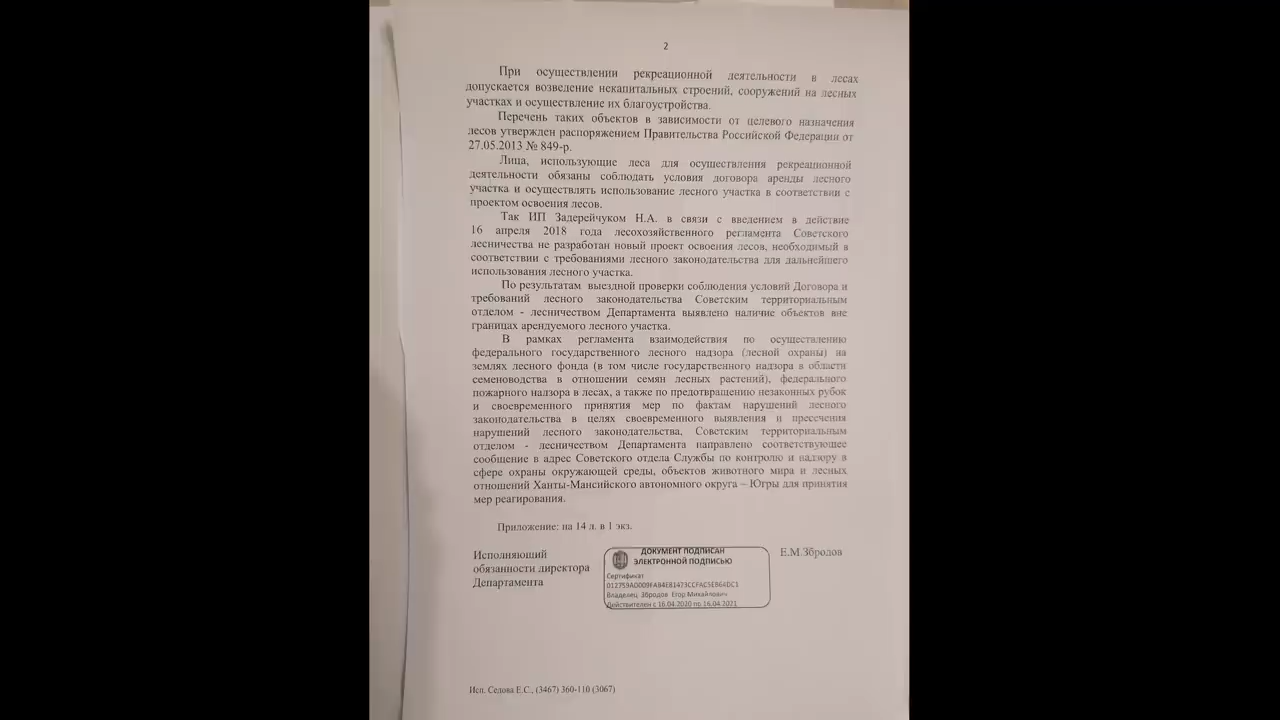 2
При осуществлении рекреационной деятельности в лесах
допускается возведение некапитальных строений, сооружений на лесных
участках и осуществление их благоустройства.
Перечень таких объектов в зависимости от целевого назначения
лесов утвержден распоряжением Правительства Российской Федерации от
27.05.2013 № 849-р.
Лица, использующие леса для осуществления рекреационной
деятельности обязаны соблюдать условия договора аренды лесного
участка и осуществлять использование лесного участка в соответствии с
проектом освоения лесов.
Так ИП Задерейчуком Н.А. в связи с введением в действие
16 апреля 2018 года лесохозяйственного регламента Советского
лесничества не разработан новый проект освоения лесов, необходимый в
соответствии с требованиями лесного законодательства для дальнейшего
использования лесного участка.
По результатам выездной проверки соблюдения условий Договора и
требований лесного законодательства Советским территориальным
отделом - лесничеством Департамента выявлено наличие объектов вне
границах арендуемого лесного участка.
В рамках регламента взаимодействия по осуществлению
федерального государственного лесного надзора (лесной охраны) на
землях лесного фонда (в том числе государственного надзора в области
семеноводства в отношении семян лесных растений), федерального
пожарного надзора в лесах, а также по предотвращению незаконных рубок
и своевременного принятия мер по фактам нарушений лесного
законодательства в целях своевременного выявления и пресечения
нарушений лесного законодательства, Советским территориальным
отделом - лесничеством Департамента направлено соответствующее
сообщение в адрес Советского отдела Службы по контролю и надзору в
сфере охраны окружающей среды, объектов животного мира и лесных
отношений Ханты-Мансийского автономного округа – Югры для принятия
мер реагирования.
Приложение: на 14 л. в 1 экз.
Исполняющий
обязанности директора
Департамента
ДОКУМЕНТ ПОДПИСАН
ЭЛЕКТРОННОЙ ПОДПИСЬЮ
Сертификат
Владелец Збродов Егор Михайлович
Действителен с 16.04.2020 по 16.04.2021
Е.М.Збродов
Исп. Седова Е.С., (3467) 360-110 (3067)